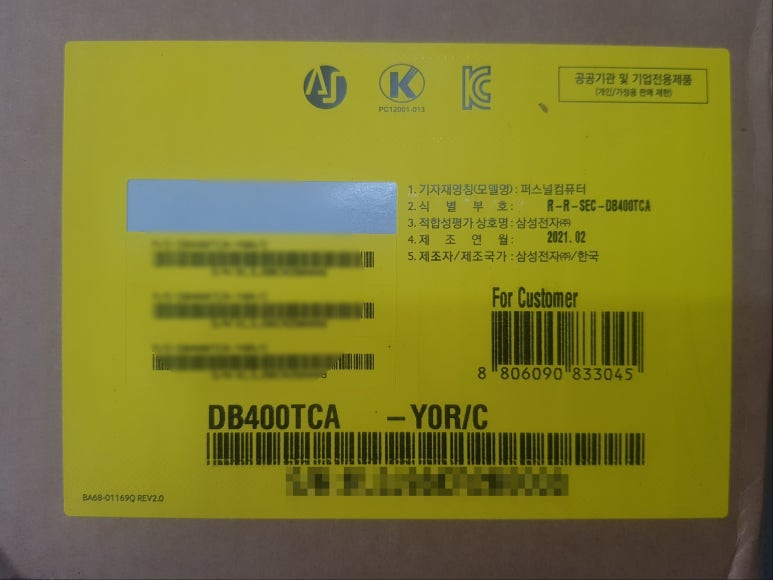 AJ
K
PC12001-013
공공기관 및 기업전용제품
(개인/가정용 판매 제한)
1. 기자재명칭(모델명) : 퍼스널컴퓨터
2. 식 별 부 호 : R-R-SEC-DB400TCA
3. 적합성평가 상호명 : 삼성전자㈜
4. 제 조 연 월 : 2021.02
5. 제조자/제조국가 : 삼성전자㈜/한국
For Customer
8 806090 833045
DB400TCA -Y0R/C
BA68-01169Q REV2.0